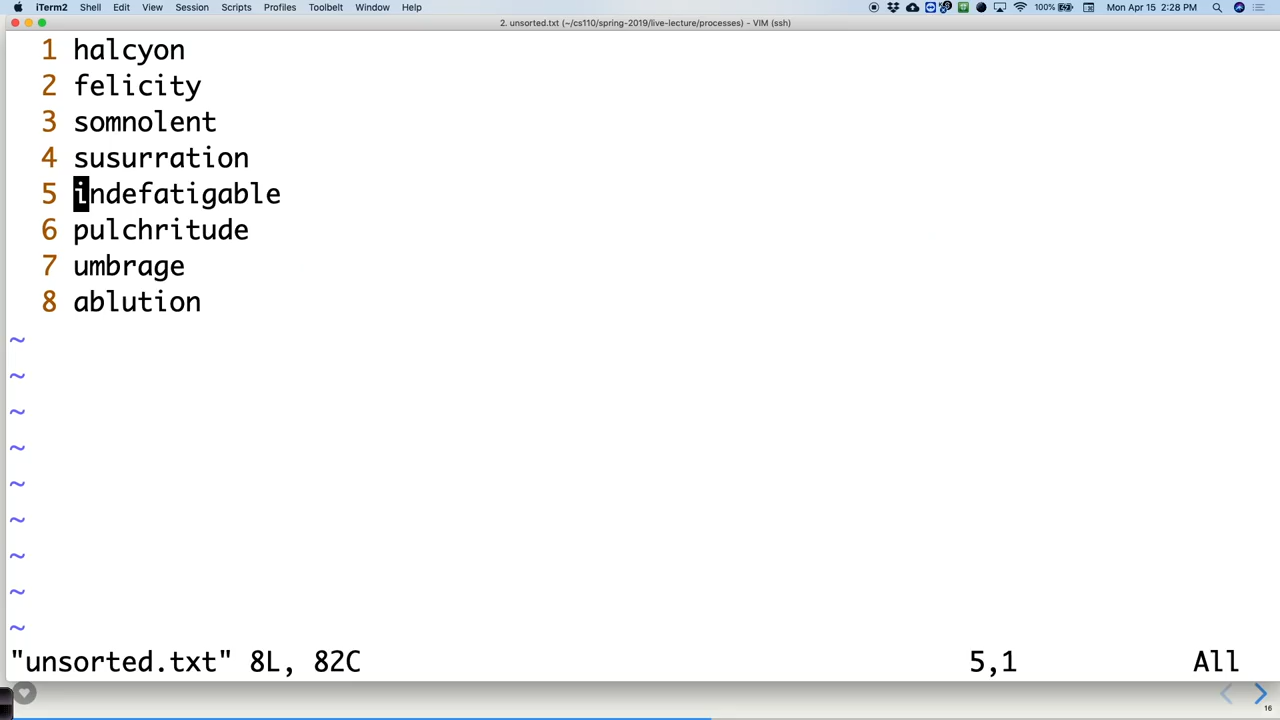 iTerm2 Shell Edit View Session Scripts Profiles Toolbelt Window Help 100% Mon Apr 15 2:28 PM
2. unsorted.txt (~/cs110/spring-2019/live-lecture/processes) - VIM (ssh)
1 halcyon
2 felicity
3 somnolent
4 susurration
5 indefatigable
6 pulchritude
7 umbrage
8 ablution
~
~
~
~
~
~
~
~
~
"unsorted.txt" 8L, 82C 5,1 All
16